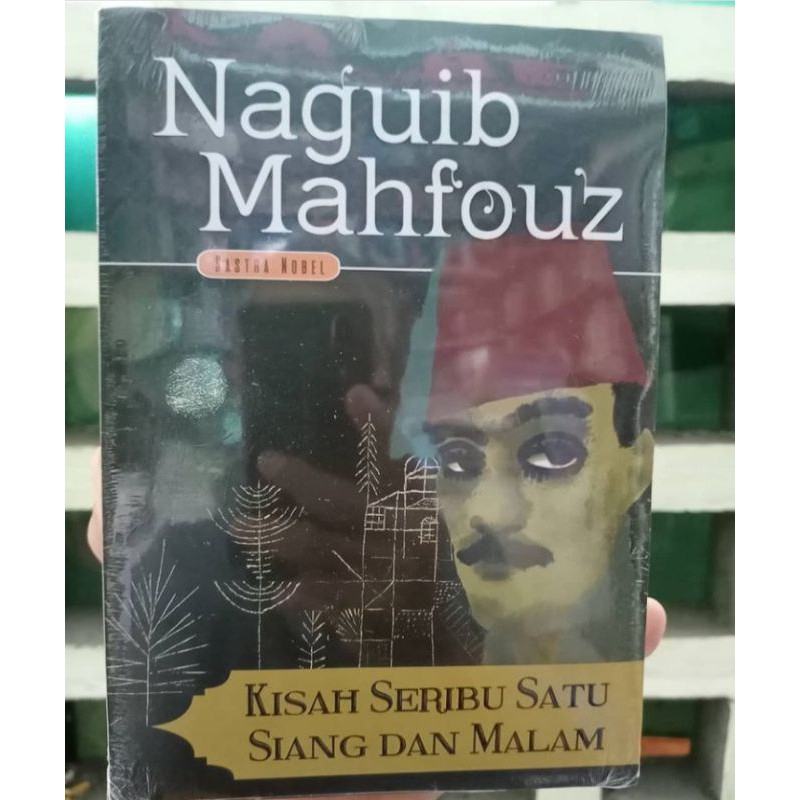 Naguib
Mahfouz
SASTRA NOBEL
KISAH SERIBU SATU
SIANG DAN MALAM